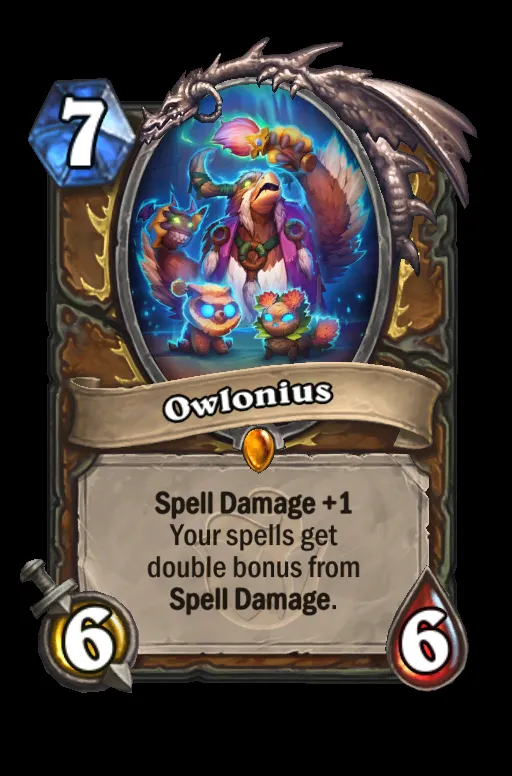 7
Owlonius
Spell Damage +1
Your spells get
double bonus from
Spell Damage.
6
6